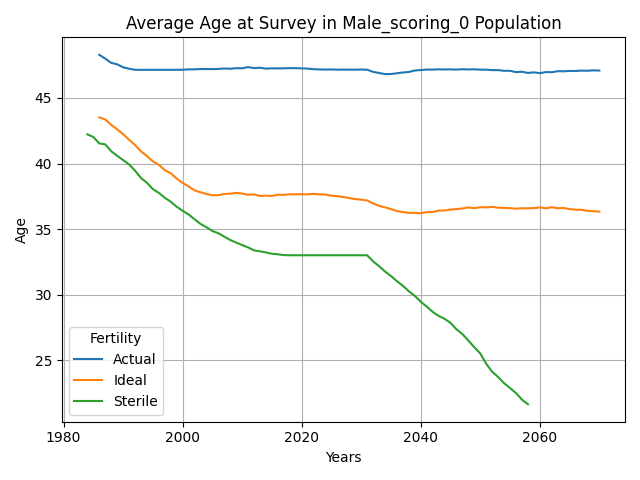 Average Age at Survey in Male_scoring_0 Population
45
40
35
30
25
Age
Fertility
Actual
Ideal
Sterile
1980
2000
2020
2040
2060
Years